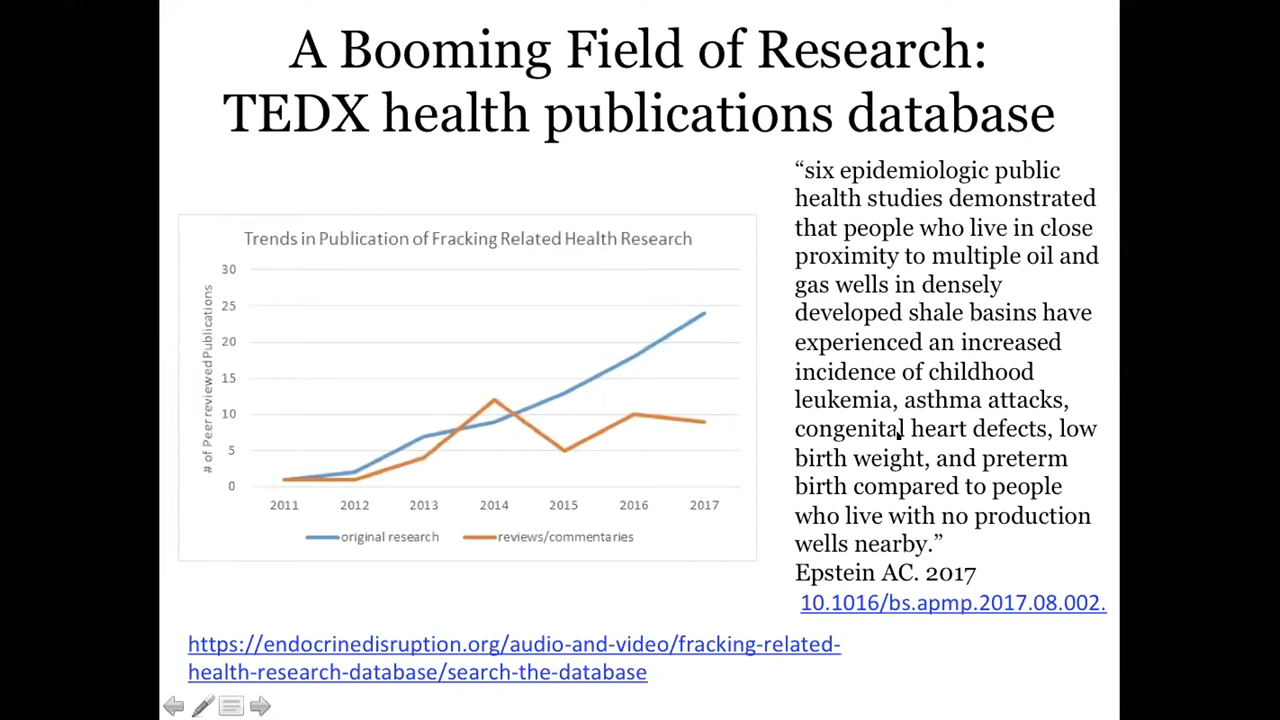 A Booming Field of Research:
TEDX health publications database
Trends in Publication of Fracking Related Health Research
# of Peer reviewed Publications
30
25
20
15
10
5
0
2011 2012 2013 2014 2015 2016 2017
original research reviews/commentaries
“six epidemiologic public
health studies demonstrated
that people who live in close
proximity to multiple oil and
gas wells in densely
developed shale basins have
experienced an increased
incidence of childhood
leukemia, asthma attacks,
congenital heart defects, low
birth weight, and preterm
birth compared to people
who live with no production
wells nearby.”
Epstein AC. 2017
10.1016/bs.apmp.2017.08.002.
https://endocrinedisruption.org/audio-and-video/fracking-related-
health-research-database/search-the-database